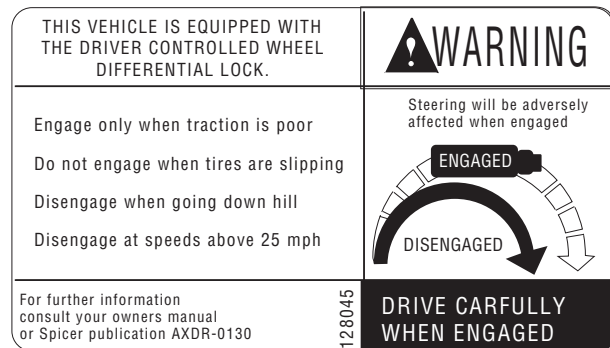 THIS VEHICLE IS EQUIPPED WITH
THE DRIVER CONTROLLED WHEEL
DIFFERENTIAL LOCK.
Engage only when traction is poor
Do not engage when tires are slipping
Disengage when going down hill
Disengage at speeds above 25 mph
For further information
consult your owners manual
or Spicer publication AXDR-0130
128045
! WARNING
Steering will be adversely
affected when engaged
ENGAGED
DISENGAGED
DRIVE CARFULLY
WHEN ENGAGED